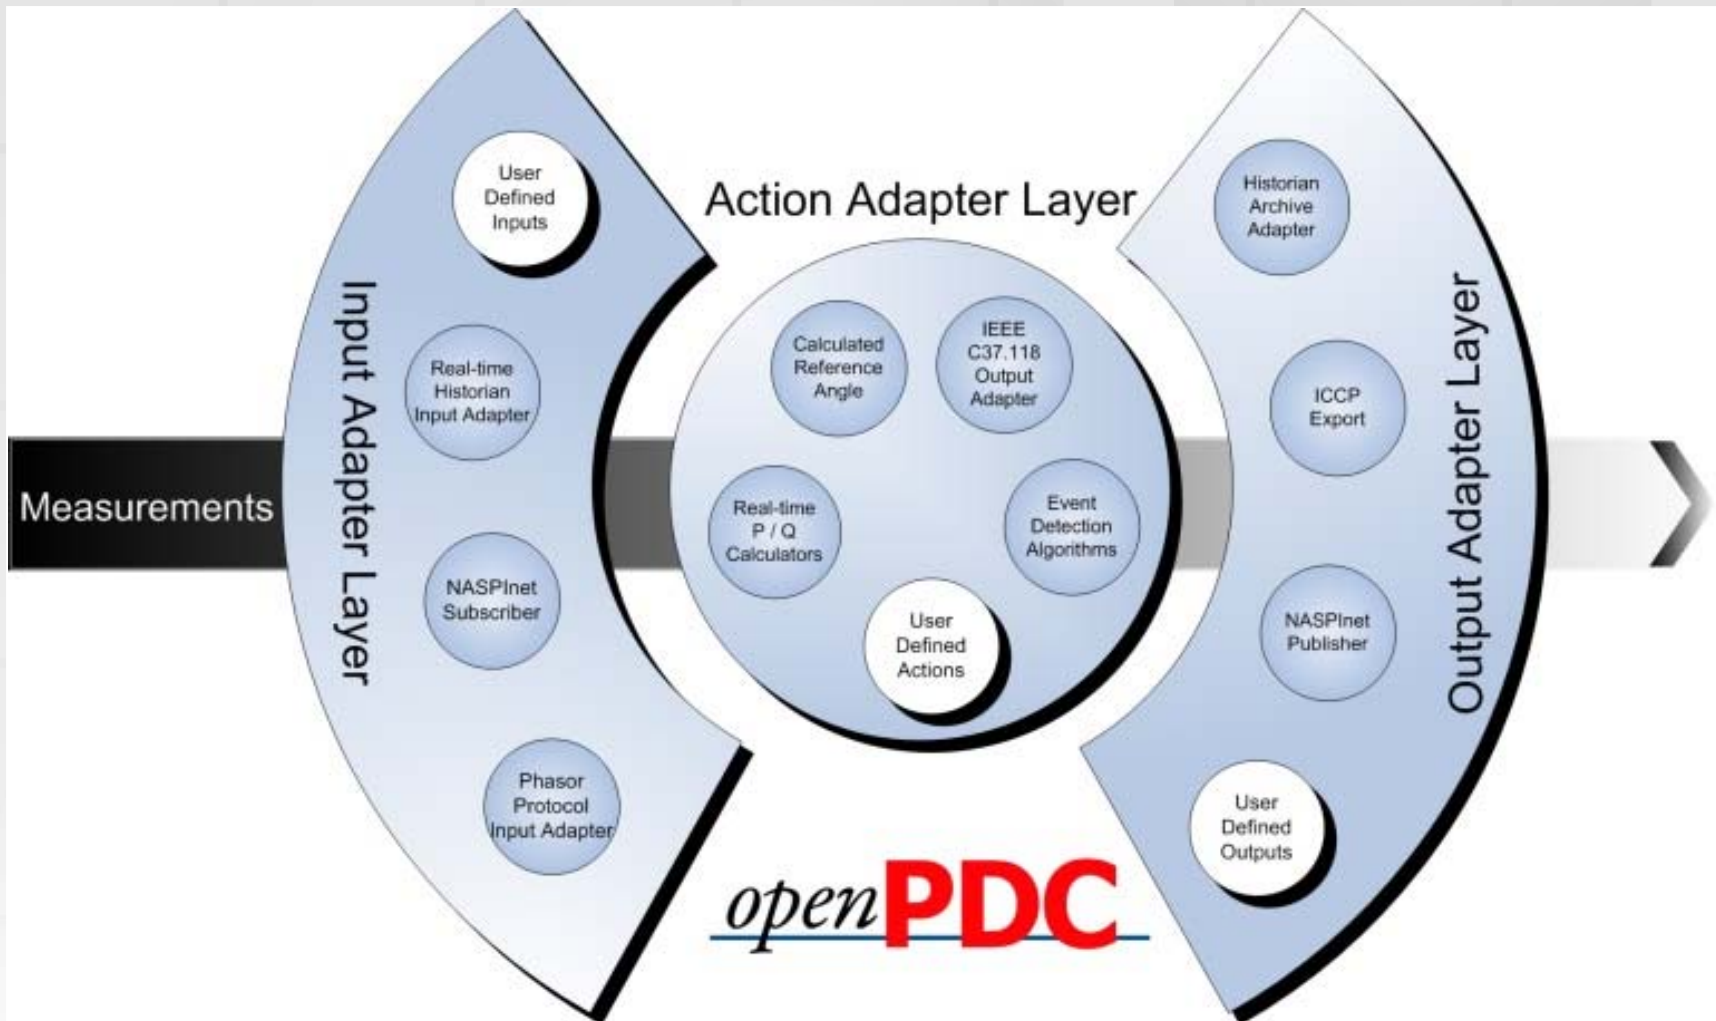 Measurements
Input Adapter Layer
User
Defined
Inputs
Real-time
Historian
Input Adapter
NASPInet
Subscriber
Phasor
Protocol
Input Adapter
Action Adapter Layer
Calculated
Reference
Angle
IEEE
C37.118
Output
Adapter
Real-time
P / Q
Calculators
Event
Detection
Algorithms
User
Defined
Actions
Output Adapter Layer
Historian
Archive
Adapter
ICCP
Export
NASPInet
Publisher
User
Defined
Outputs
openPDC